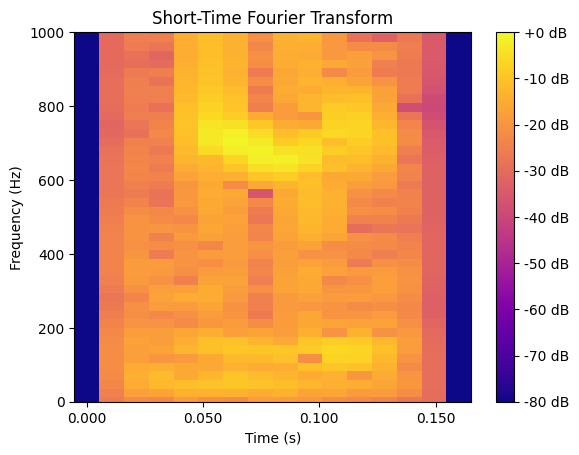 Short-Time Fourier Transform
Frequency (Hz)
1000
800
600
400
200
0
0.000
0.050
0.100
0.150
Time (s)
+0 dB
-10 dB
-20 dB
-30 dB
-40 dB
-50 dB
-60 dB
-70 dB
-80 dB